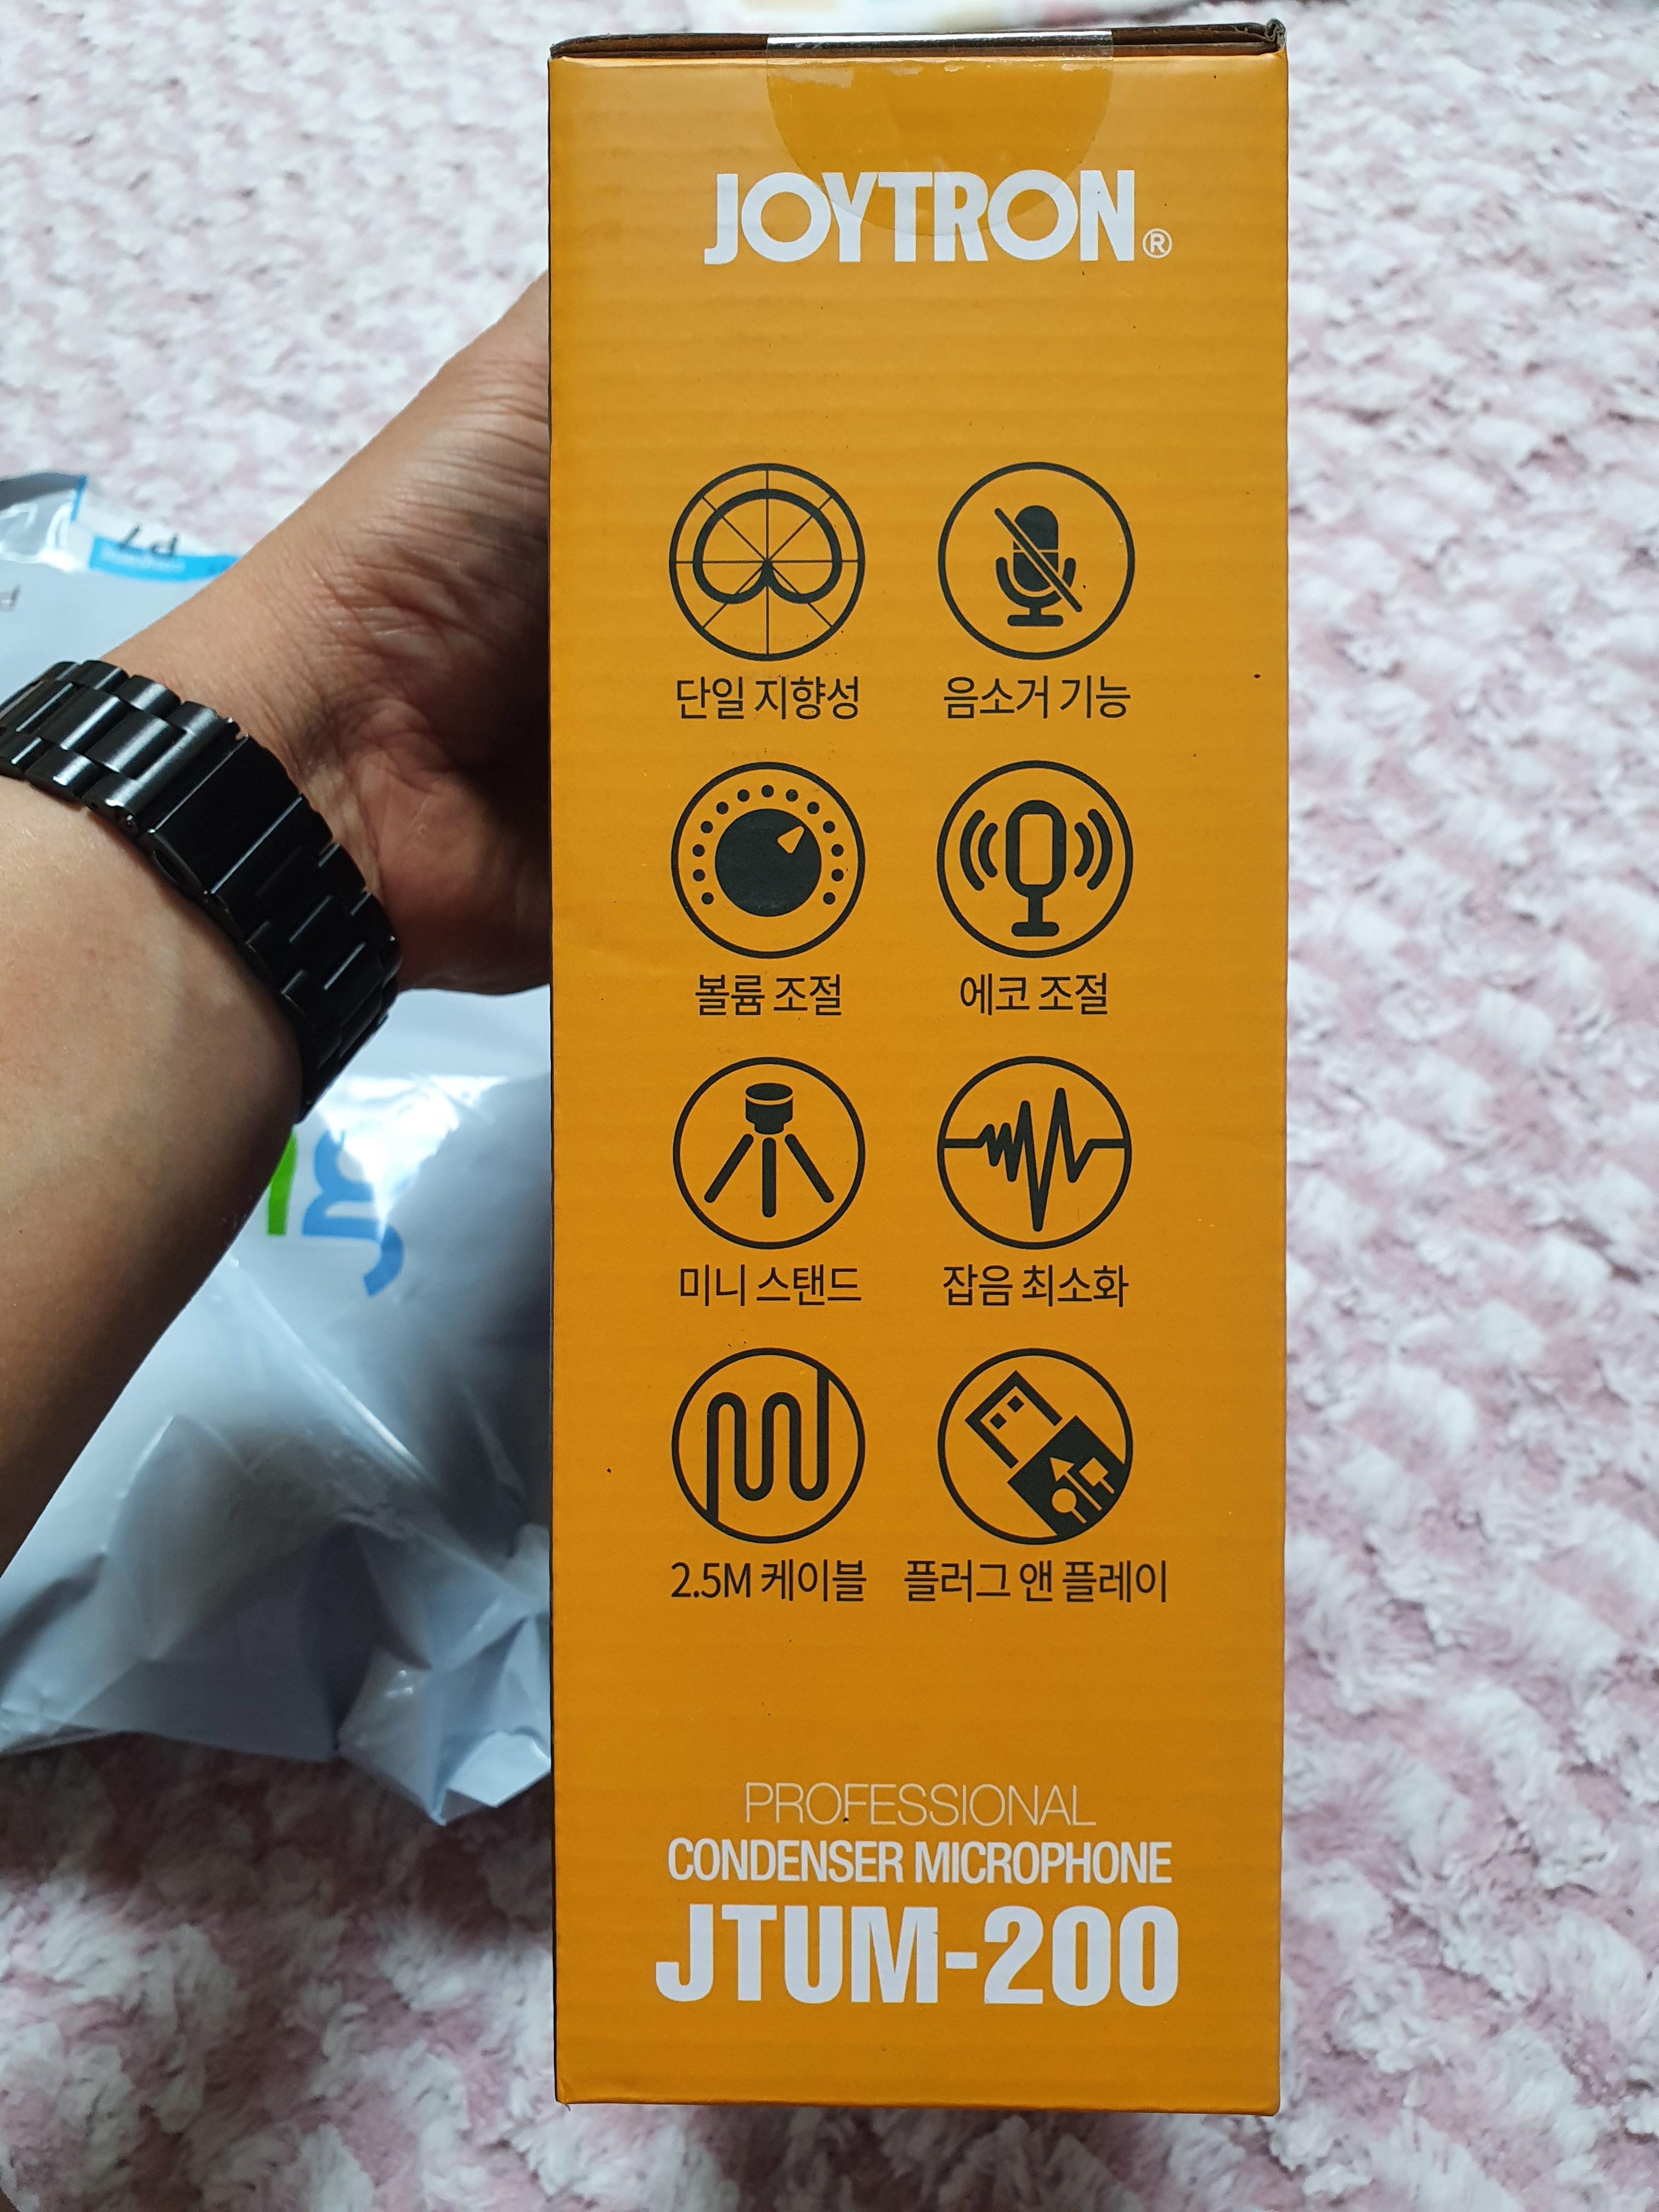 JOYTRON®
단일 지향성
음소거 기능
볼륨 조절
에코 조절
미니 스탠드
잡음 최소화
2.5M 케이블
플러그 앤 플레이
PROFESSIONAL
CONDENSER MICROPHONE
JTUM-200
P7